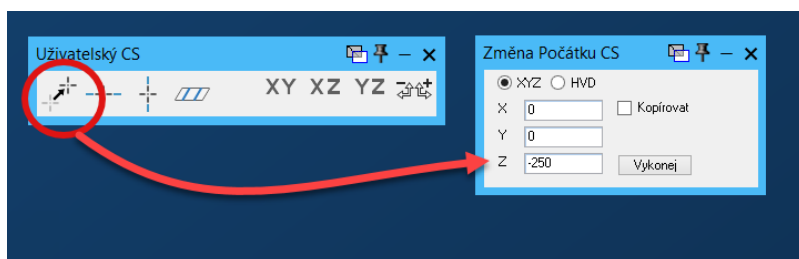 Uživatelský CS
XY XZ YZ
Změna Počátku CS
XYZ HVD
X 0 Kopírovat
Y 0
Z -250 Vykonej